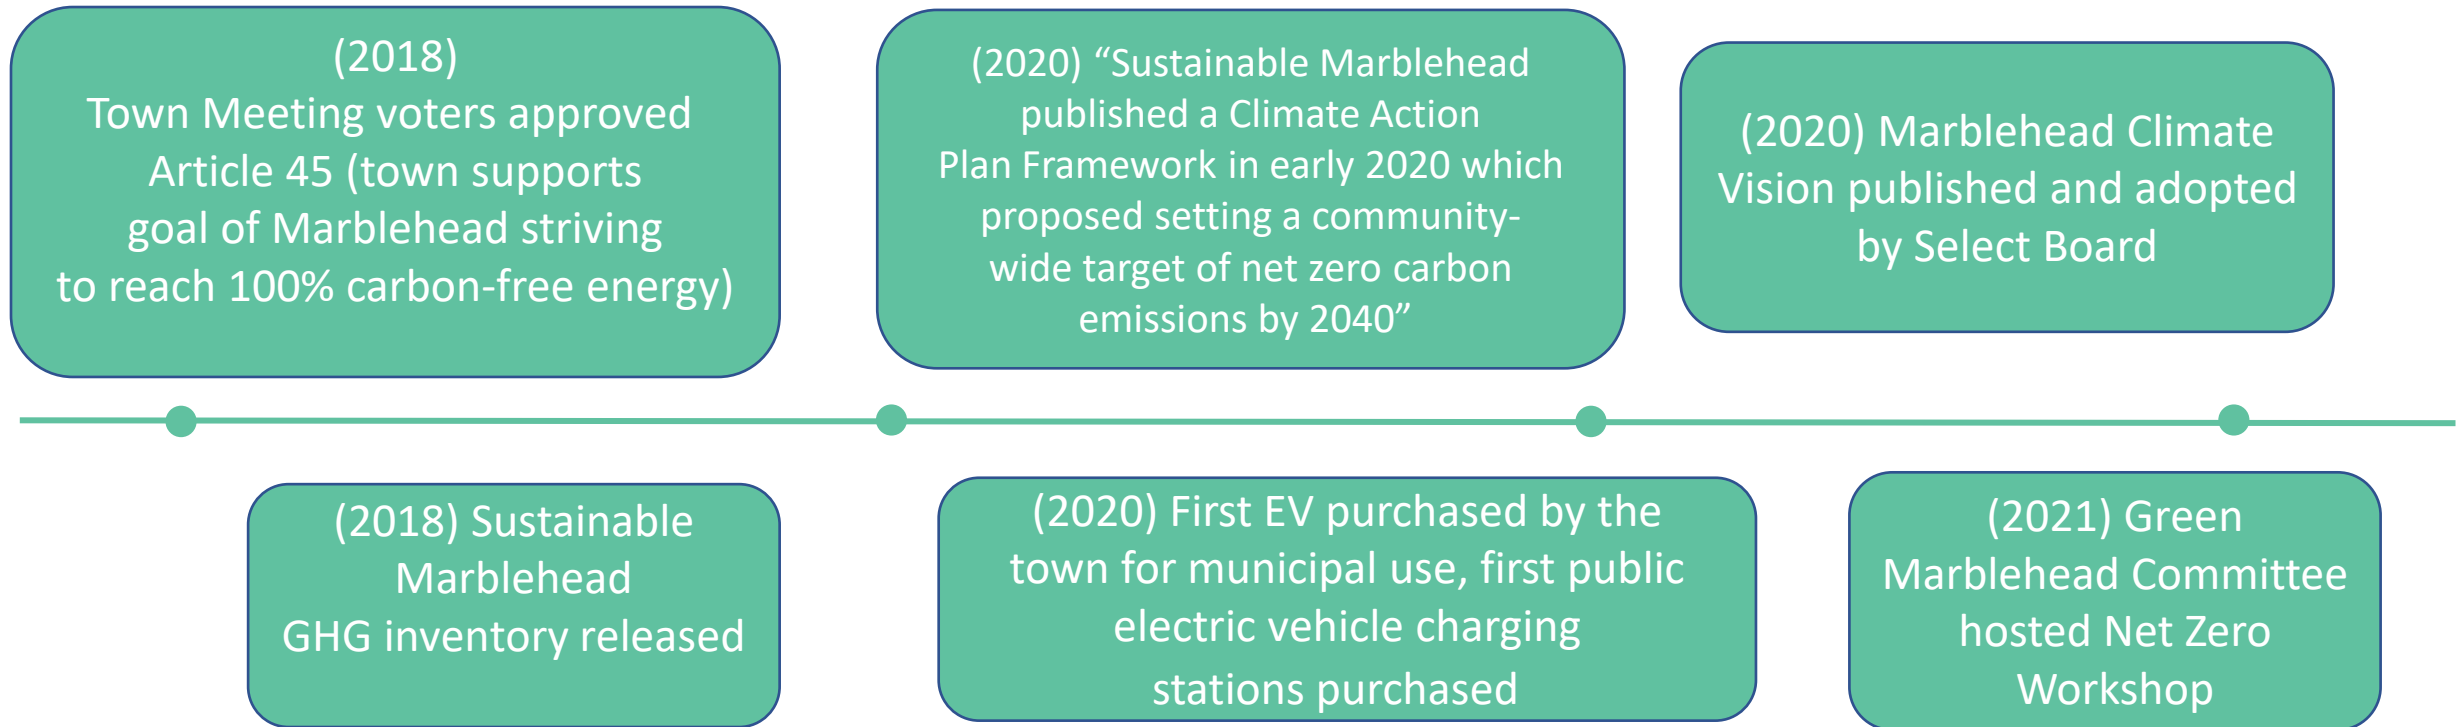 (2018)
Town Meeting voters approved
Article 45 (town supports
goal of Marblehead striving
to reach 100% carbon-free energy)
(2020) “Sustainable Marblehead
published a Climate Action
Plan Framework in early 2020 which
proposed setting a community-
wide target of net zero carbon
emissions by 2040”
(2020) Marblehead Climate
Vision published and adopted
by Select Board
(2018) Sustainable
Marblehead
GHG inventory released
(2020) First EV purchased by the
town for municipal use, first public
electric vehicle charging
stations purchased
(2021) Green
Marblehead Committee
hosted Net Zero
Workshop